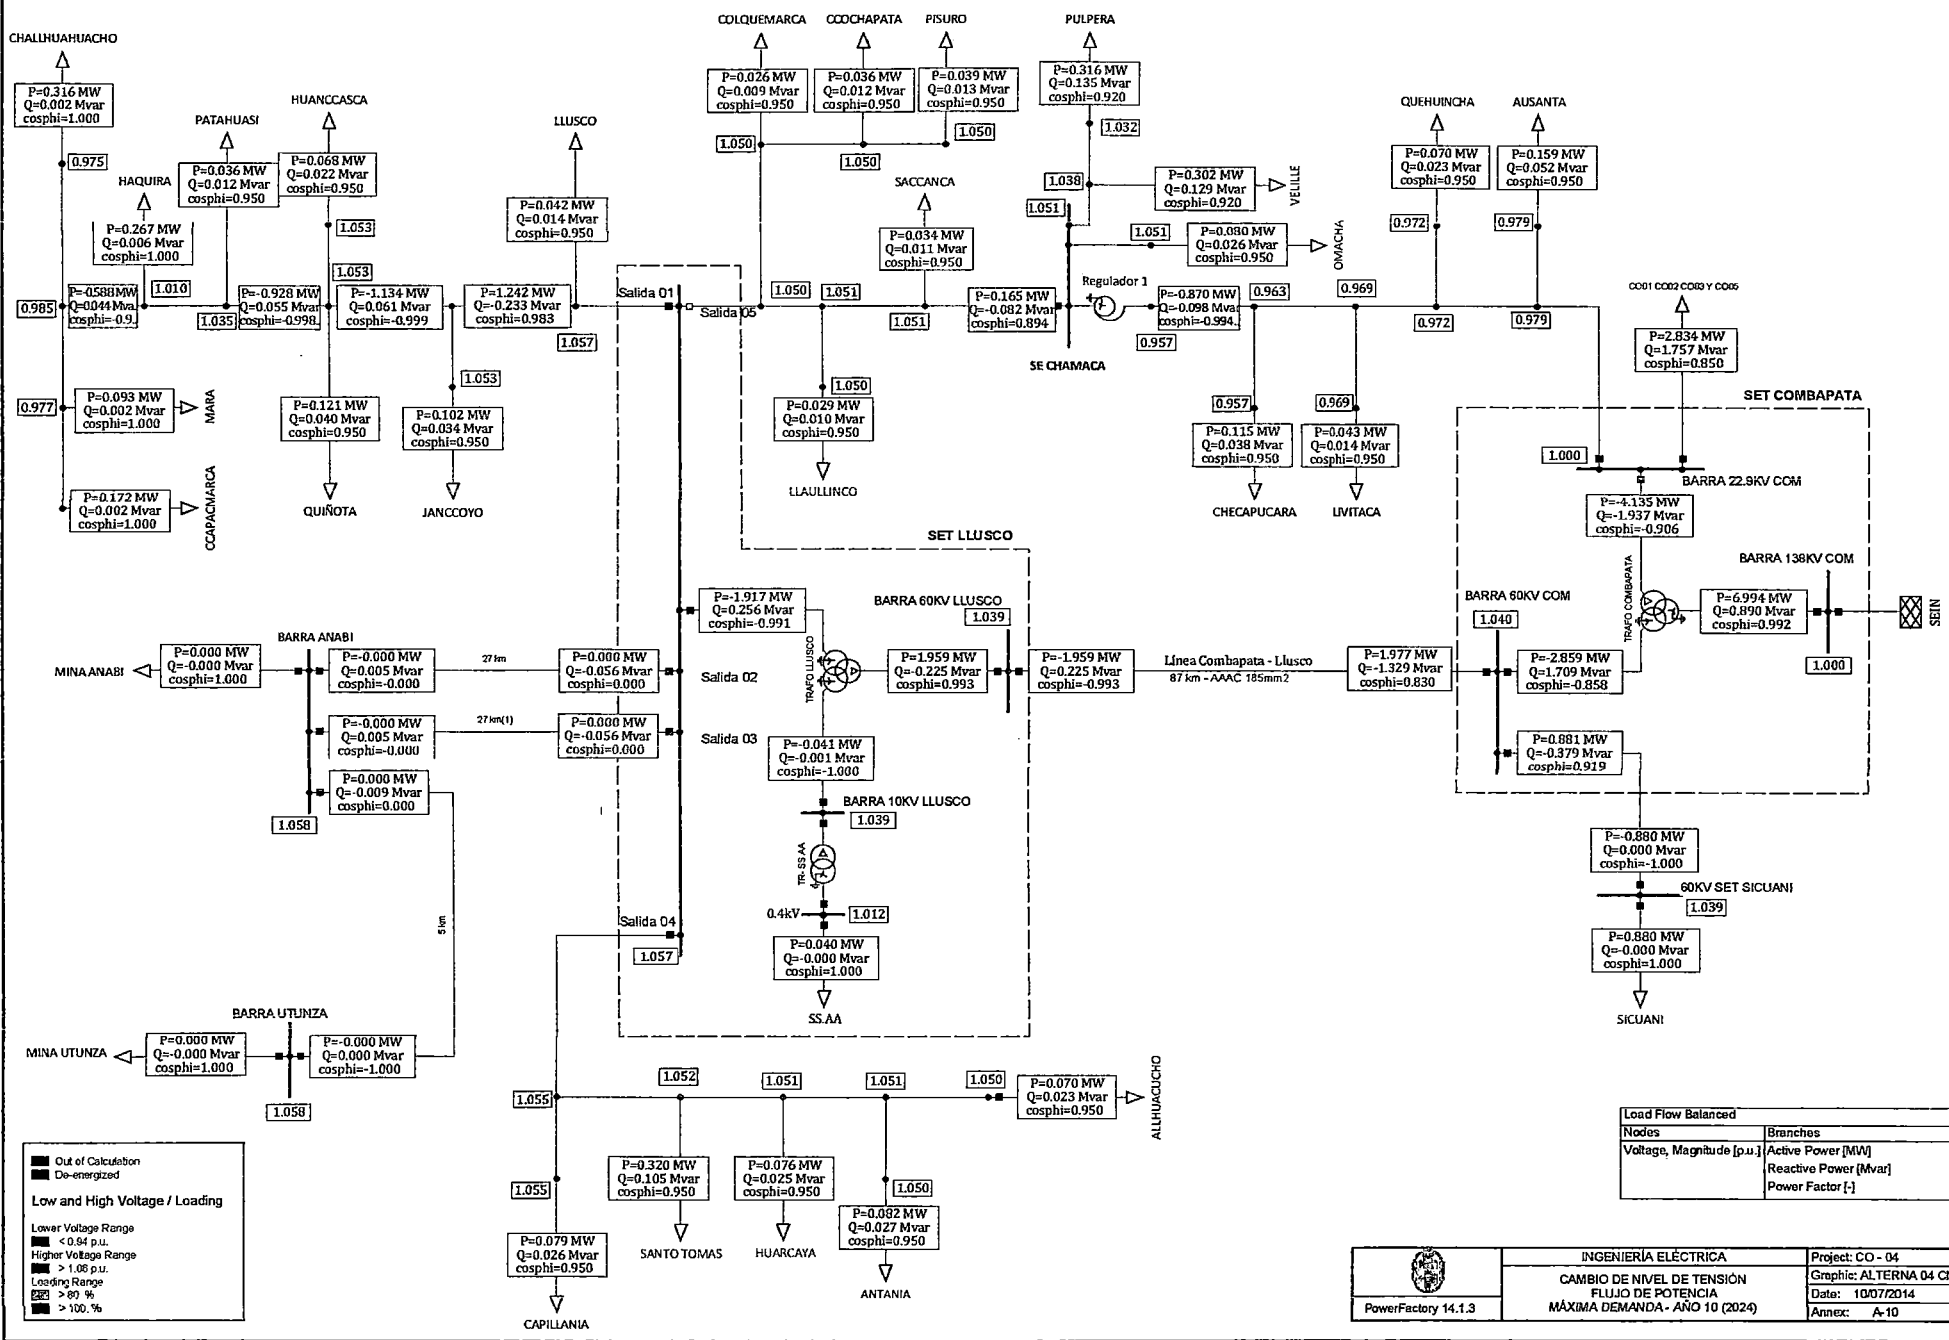 COLQUEMARCA
CCOCHAPATA
PISURO
PULPERA
CHALLHUAHUACHO
P=0.316 MW
Q=0.002 Mvar
cosphi=1.000
0.975
PATAHUASI
P=0.036 MW
Q=0.012 Mvar
cosphi=0.950
HUANCCASCA
P=0.068 MW
Q=0.022 Mvar
cosphi=0.950
1.053
HAQUIRA
P=0.267 MW
Q=0.006 Mvar
cosphi=1.000
1.010
LLUSCO
P=0.042 MW
Q=0.014 Mvar
cosphi=0.950
P=0.026 MW
Q=0.009 Mvar
cosphi=0.950
P=0.036 MW
Q=0.012 Mvar
cosphi=0.950
P=0.039 MW
Q=0.013 Mvar
cosphi=0.950
1.050
1.050
1.050
P=0.316 MW
Q=0.135 Mvar
cosphi=0.920
1.032
1.038
P=0.302 MW
Q=0.129 Mvar
cosphi=0.920
VELILLE
1.051
1.051
P=0.080 MW
Q=0.026 Mvar
cosphi=0.950
OMACHA
SACCANCA
P=0.034 MW
Q=0.011 Mvar
cosphi=0.950
QUEHUINCHA
P=0.070 MW
Q=0.023 Mvar
cosphi=0.950
0.972
AUSANTA
P=0.159 MW
Q=0.052 Mvar
cosphi=0.950
0.979
0.985
P=-0.588MW
Q=0.044 Mva
cosphi=-0.9
1.035
P=-0.928 MW
Q=0.055 Mvar
cosphi=-0.998
1.053
P=-1.134 MW
Q=0.061 Mvar
cosphi=-0.999
P=1.242 MW
Q=-0.233 Mvar
cosphi=0.983
1.057
Salida 01
Salida 05
1.050
1.051
1.051
P=0.165 MW
Q=-0.082 Mvar
cosphi=0.894
SE CHAMACA
Regulador 1
P=-0.870 MW
Q=-0.098 Mva
cosphi=-0.994
0.957
0.963
0.969
0.972
0.979
CO01 CO02 CO03 Y CO05
P=2.834 MW
Q=1.757 Mvar
cosphi=0.850
0.977
P=0.093 MW
Q=0.002 Mvar
cosphi=1.000
MARA
P=0.172 MW
Q=0.002 Mvar
cosphi=1.000
CCAPACMARCA
P=0.121 MW
Q=0.040 Mvar
cosphi=0.950
QUIÑOTA
1.053
P=0.102 MW
Q=0.034 Mvar
cosphi=0.950
JANCCOYO
1.050
P=0.029 MW
Q=0.010 Mvar
cosphi=0.950
LLAULLINCO
0.957
P=0.115 MW
Q=0.038 Mvar
cosphi=0.950
CHECAPUCARA
0.969
P=0.043 MW
Q=0.014 Mvar
cosphi=0.950
LIVITACA
SET COMBAPATA
1.000
BARRA 22.9KV COM
P=-4.135 MW
Q=-1.937 Mvar
cosphi=-0.906
TRAFO COMBAPATA
BARRA 138KV COM
P=6.994 MW
Q=0.890 Mvar
cosphi=0.992
1.000
SEIN
BARRA 60KV COM
1.040
P=-2.859 MW
Q=1.709 Mvar
cosphi=-0.858
P=0.881 MW
Q=-0.379 Mvar
cosphi=0.919
SET LLUSCO
P=-1.917 MW
Q=0.256 Mvar
cosphi=-0.991
TRAFO LLUSCO
BARRA 60KV LLUSCO
1.039
P=1.959 MW
Q=-0.225 Mvar
cosphi=0.993
P=-1.959 MW
Q=0.225 Mvar
cosphi=-0.993
Línea Combapata - Llusco
87 km - AAAC 185mm2
P=1.977 MW
Q=-1.329 Mvar
cosphi=0.830
MINA ANABI
P=0.000 MW
Q=-0.000 Mvar
cosphi=1.000
BARRA ANABI
P=-0.000 MW
Q=0.005 Mvar
cosphi=-0.000
27 km
P=0.000 MW
Q=-0.056 Mvar
cosphi=0.000
Salida 02
P=-0.000 MW
Q=0.005 Mvar
cosphi=-0.000
27 km(1)
P=0.000 MW
Q=-0.056 Mvar
cosphi=0.000
Salida 03
P=0.000 MW
Q=-0.009 Mvar
cosphi=0.000
1.058
5 km
P=-0.041 MW
Q=-0.001 Mvar
cosphi=-1.000
BARRA 10KV LLUSCO
1.039
TR- SS.AA
0.4kV
1.012
P=0.040 MW
Q=-0.000 Mvar
cosphi=1.000
SS.AA
Salida 04
1.057
P=-0.880 MW
Q=0.000 Mvar
cosphi=-1.000
60KV SET SICUANI
1.039
P=0.880 MW
Q=-0.000 Mvar
cosphi=1.000
SICUANI
BARRA UTUNZA
MINA UTUNZA
P=0.000 MW
Q=-0.000 Mvar
cosphi=1.000
P=-0.000 MW
Q=0.000 Mvar
cosphi=-1.000
1.058
1.055
1.052
1.051
1.051
1.050
P=0.070 MW
Q=0.023 Mvar
cosphi=0.950
ALLHUACUCHO
1.055
P=0.079 MW
Q=0.026 Mvar
cosphi=0.950
CAPILLANIA
P=0.320 MW
Q=0.105 Mvar
cosphi=0.950
SANTO TOMAS
P=0.076 MW
Q=0.025 Mvar
cosphi=0.950
HUARCAYA
1.050
P=0.082 MW
Q=0.027 Mvar
cosphi=0.950
ANTANIA
Out of Calculation
De-energized
Low and High Voltage / Loading
Lower Voltage Range
< 0.94 p.u.
Higher Voltage Range
> 1.06 p.u.
Loading Range
> 80 %
> 100. %
Load Flow Balanced
Nodes
Branches
Voltage, Magnitude [p.u.]
Active Power [MW]
Reactive Power [Mvar]
Power Factor [-]
PowerFactory 14.1.3
INGENIERÍA ELÉCTRICA
CAMBIO DE NIVEL DE TENSIÓN
FLUJO DE POTENCIA
MÁXIMA DEMANDA - AÑO 10 (2024)
Project: CO - 04
Graphic: ALTERNA 04 C
Date: 10/07/2014
Annex: A-10